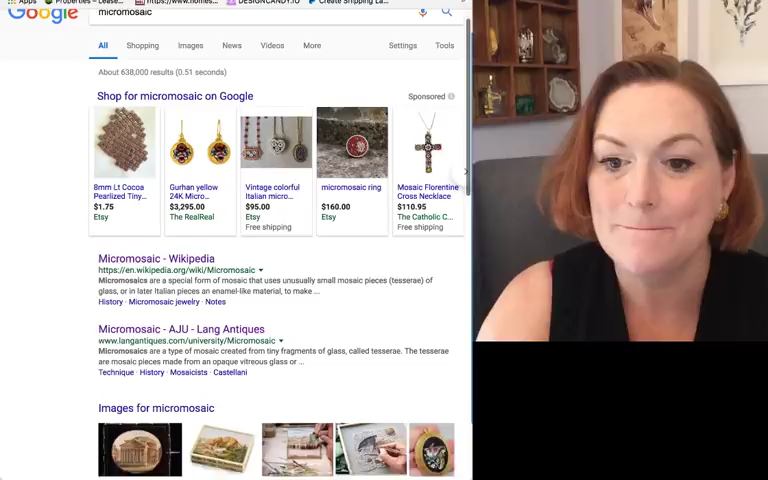 Apps Properties – Lease... https://www.homes... DESIGNCANDY.IO Create Shipping La...
Google
micromosaic
All Shopping Images News Videos More Settings Tools
About 638,000 results (0.51 seconds)
Shop for micromosaic on Google Sponsored
8mm Lt Cocoa Pearlized Tiny...
$1.75
Etsy
Gurhan yellow 24K Micro...
$3,295.00
The RealReal
Vintage colorful Italian micro...
$95.00
Etsy
Free shipping
micromosaic ring
$160.00
Etsy
Mosaic Florentine Cross Necklace
$110.95
The Catholic C...
Free shipping
Micromosaic - Wikipedia
https://en.wikipedia.org/wiki/Micromosaic
Micromosaics are a special form of mosaic that uses unusually small mosaic pieces (tesserae) of
glass, or in later Italian pieces an enamel-like material, to make ...
History · Micromosaic jewelry · Notes
Micromosaic - AJU - Lang Antiques
www.langantiques.com/university/Micromosaic
Micromosaics are a type of mosaic created from tiny fragments of glass, called tesserae. The tesserae
are mosaic pieces made from an opaque vitreous glass or ...
Technique · History · Mosaicists · Castellani
Images for micromosaic